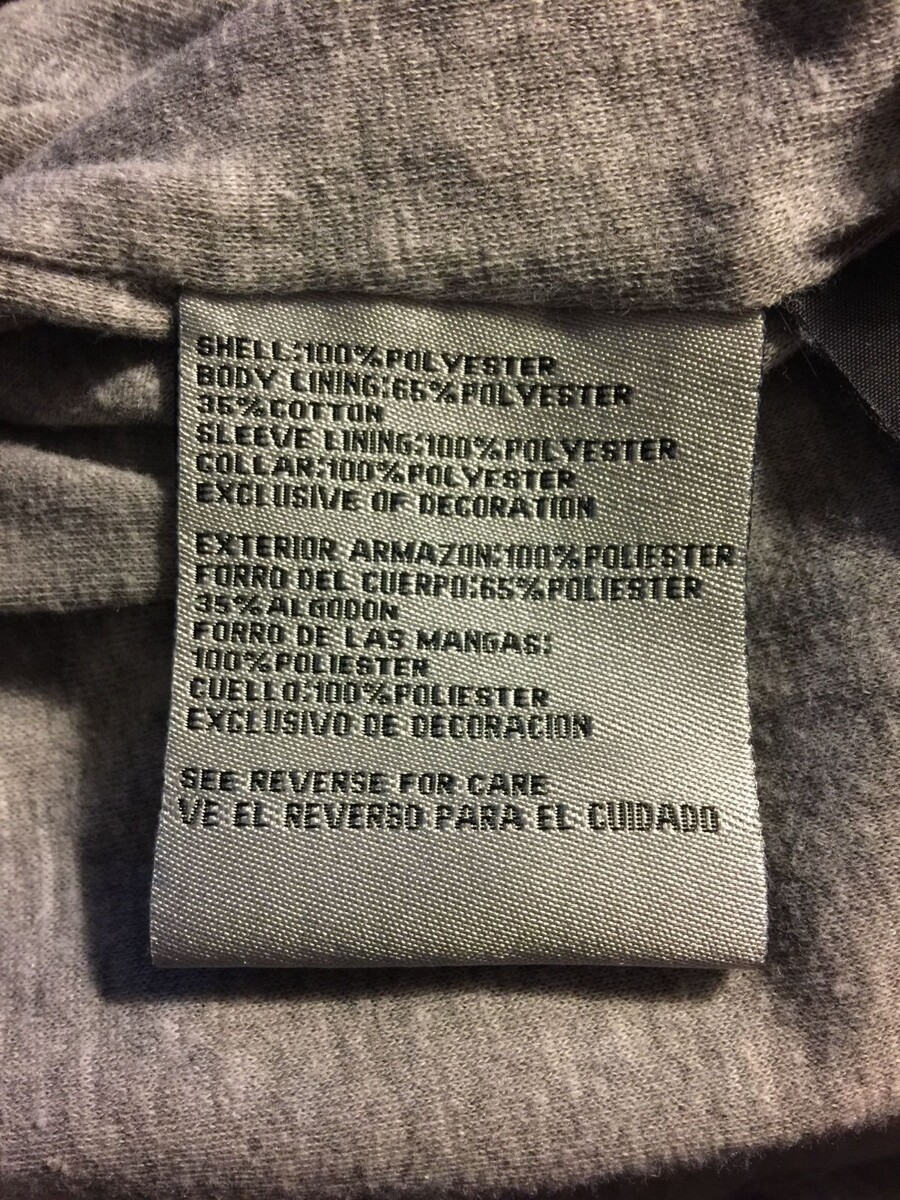 SHELL:100%POLYESTER
BODY LINING:65%POLYESTER
35%COTTON
SLEEVE LINING:100%POLYESTER
COLLAR:100%POLYESTER
EXCLUSIVE OF DECORATION
EXTERIOR ARMAZON:100%POLIESTER
FORRO DEL CUERPO:65%POLIESTER
35%ALGODON
FORRO DE LAS MANGAS:
100%POLIESTER
CUELLO:100%POLIESTER
EXCLUSIVO DE DECORACION
SEE REVERSE FOR CARE
VE EL REVERSO PARA EL CUIDADO